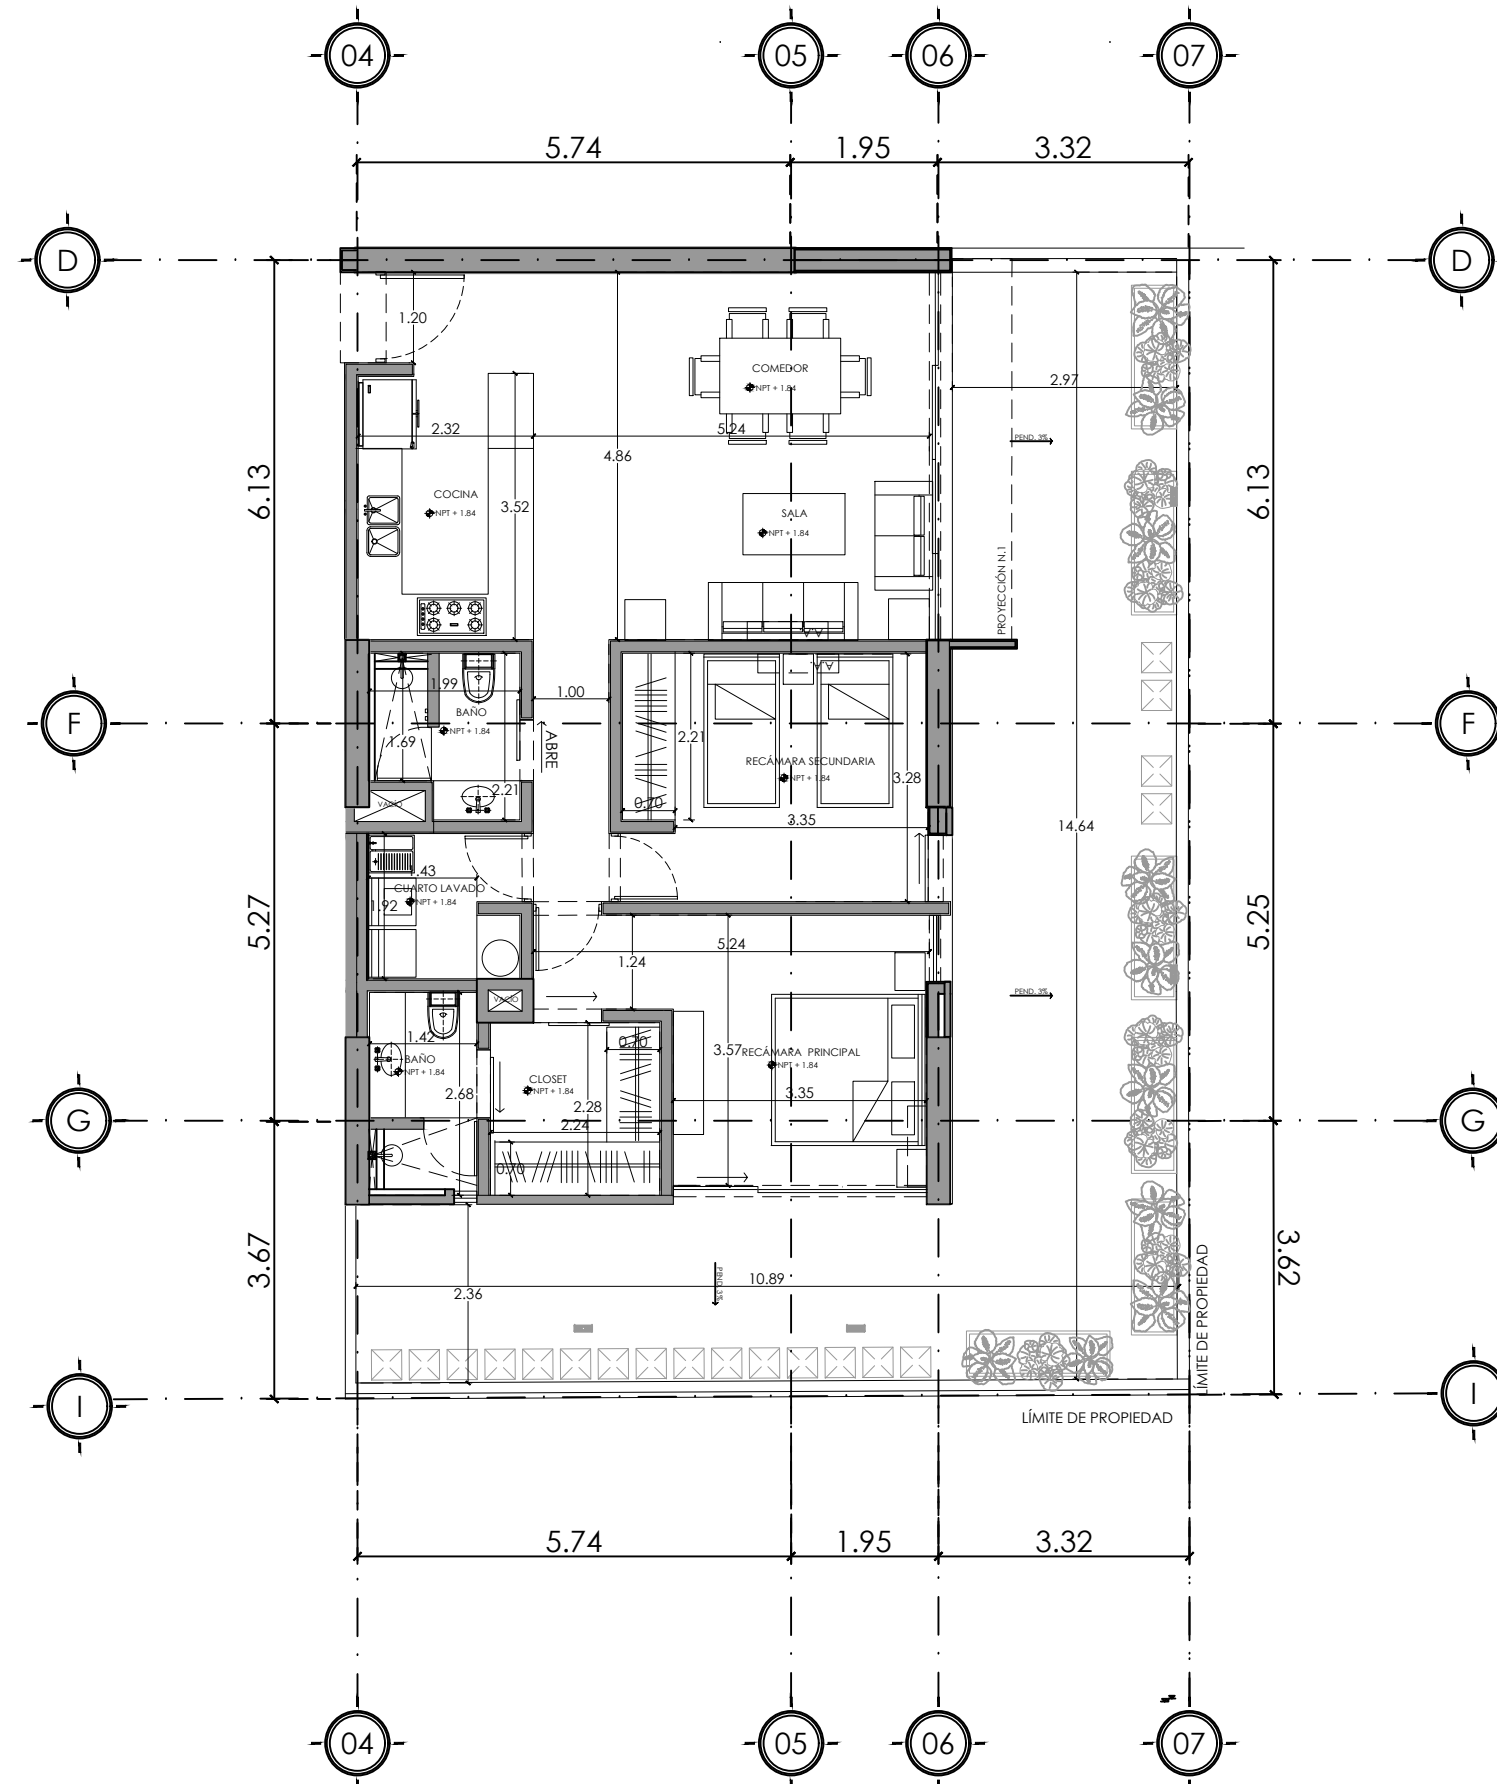 04
05
06
07
5.74
1.95
3.32
D
D
1.20
COMEDOR
NPT + 1.84
2.97
2.32
5.24
PEND. 3%
4.86
6.13
6.13
COCINA
NPT + 1.84
3.52
SALA
NPT + 1.84
PROYECCIÓN N.1
A.A.
A.A.
1.99
1.00
BAÑO
NPT + 1.84
F
F
ABRE
1.69
2.21
RECÁMARA SECUNDARIA
NPT + 1.84
3.28
2.21
VACÍO
0.70
3.35
14.64
1.43
CUARTO LAVADO
NPT + 1.84
1.92
5.27
5.25
5.24
1.24
PEND. 3%
VACÍO
1.42
0.70
BAÑO
NPT + 1.84
3.57
RECÁMARA PRINCIPAL
NPT + 1.84
CLOSET
NPT + 1.84
2.68
2.28
3.35
G
G
2.24
0.70
3.67
3.62
PEND. 3%
10.89
2.36
LÍMITE DE PROPIEDAD
I
I
LÍMITE DE PROPIEDAD
5.74
1.95
3.32
04
05
06
07